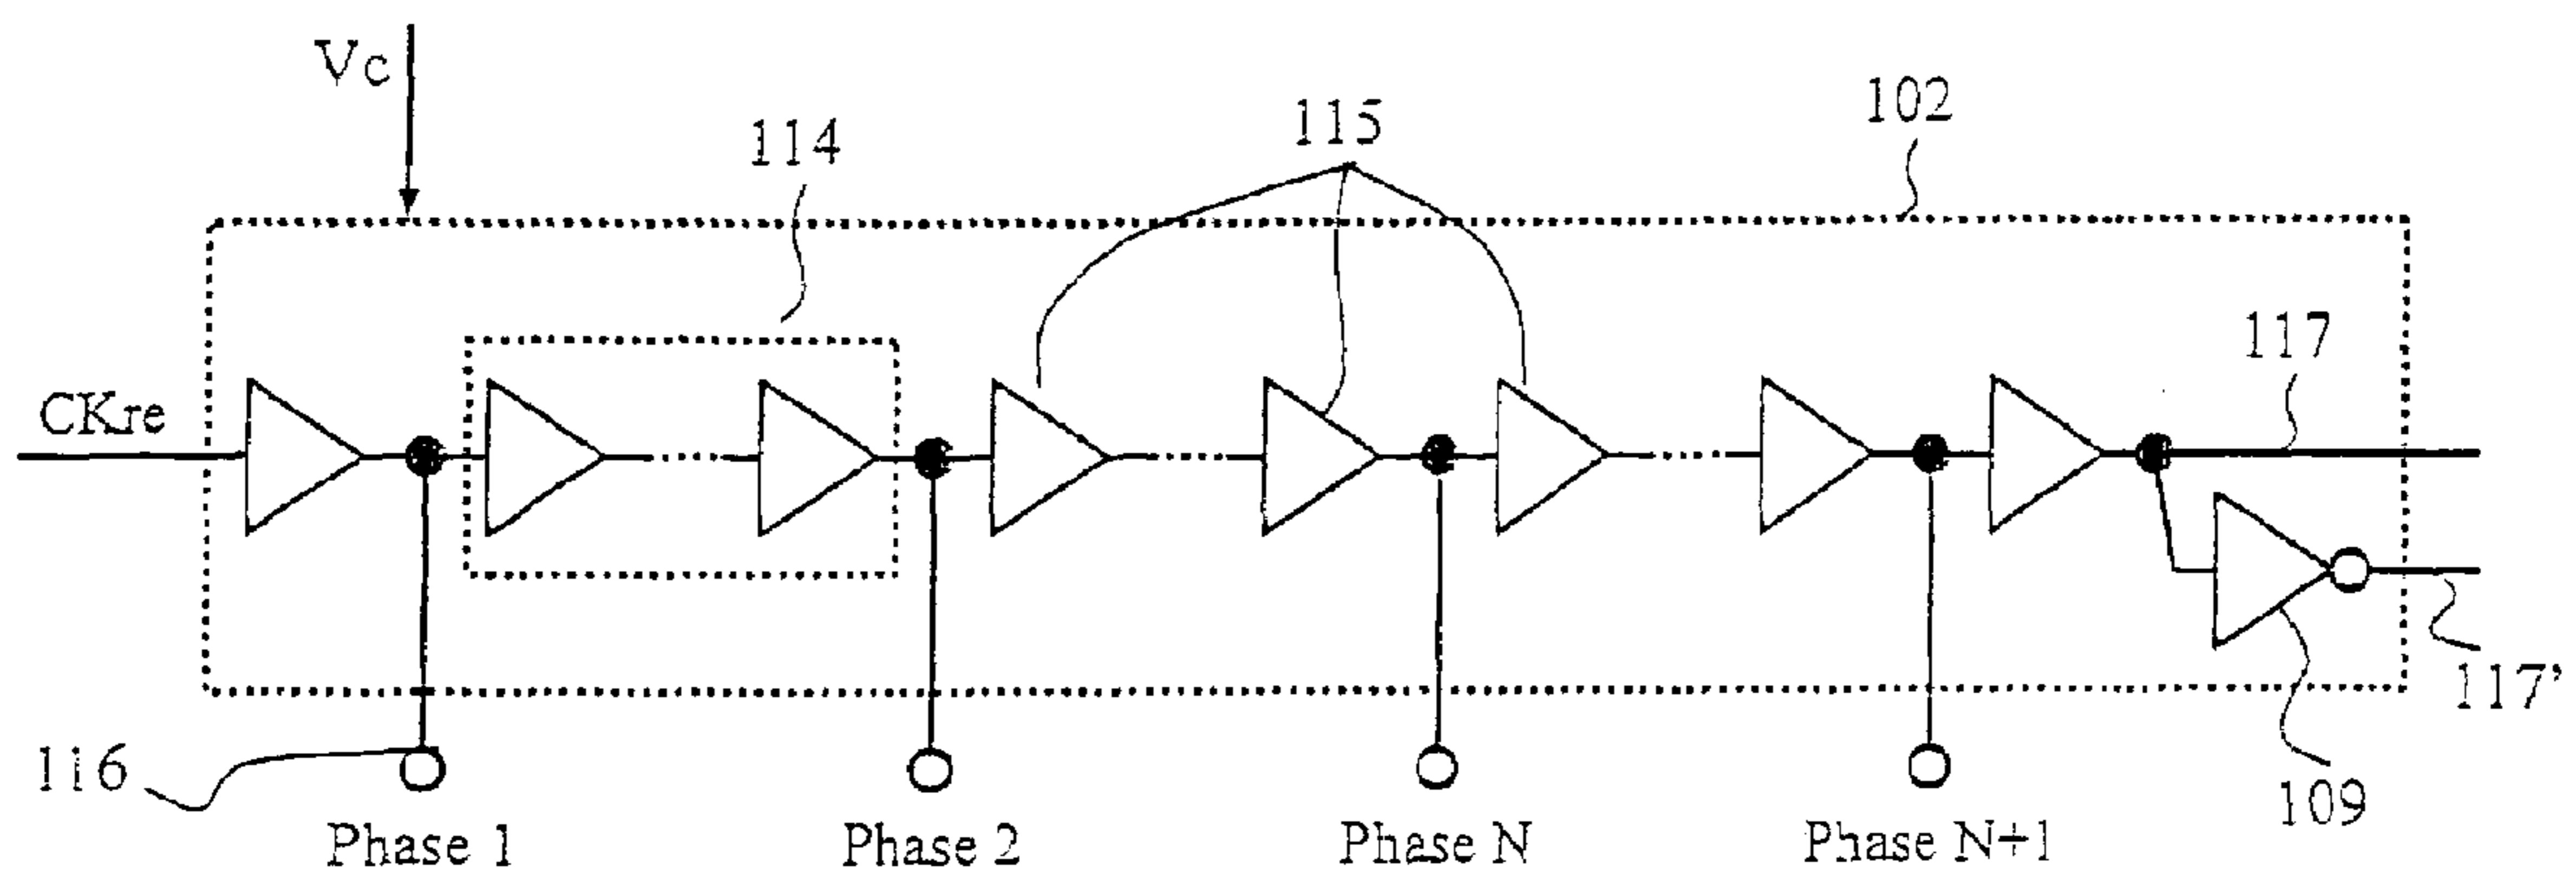 Vc
102
115
114
117
CKre
117’
116
109
Phase 1
Phase 2
Phase N
Phase N+1